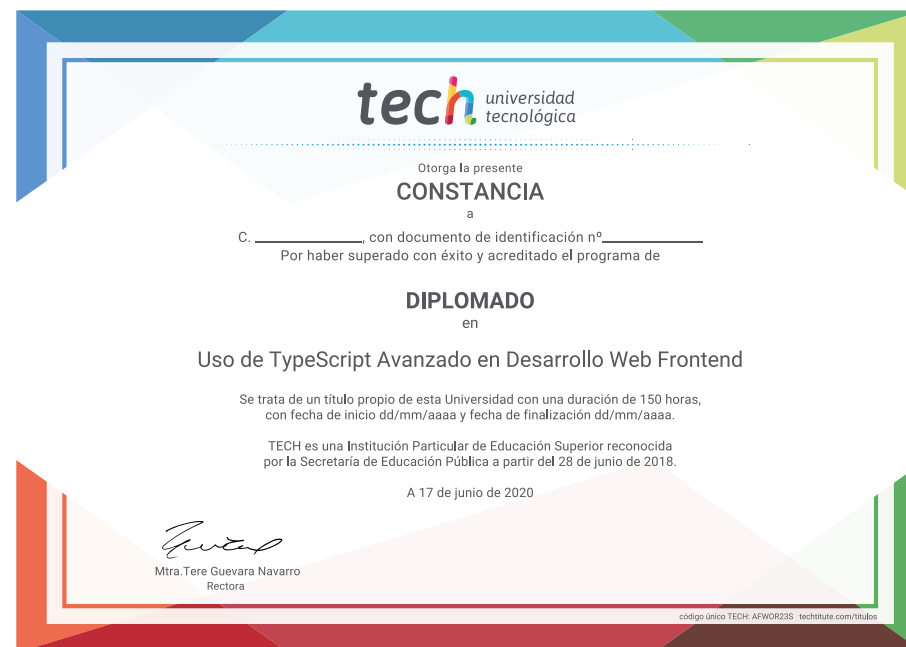 tech universidad
tecnológica
Otorga la presente
CONSTANCIA
a
C. ____________, con documento de identificación nº____________
Por haber superado con éxito y acreditado el programa de
DIPLOMADO
en
Uso de TypeScript Avanzado en Desarrollo Web Frontend
Se trata de un título propio de esta Universidad con una duración de 150 horas,
con fecha de inicio dd/mm/aaaa y fecha de finalización dd/mm/aaaa.
TECH es una Institución Particular de Educación Superior reconocida
por la Secretaría de Educación Pública a partir del 28 de junio de 2018.
A 17 de junio de 2020
Mtra.Tere Guevara Navarro
Rectora
código único TECH: AFWOR23S techtitute.com/titulos